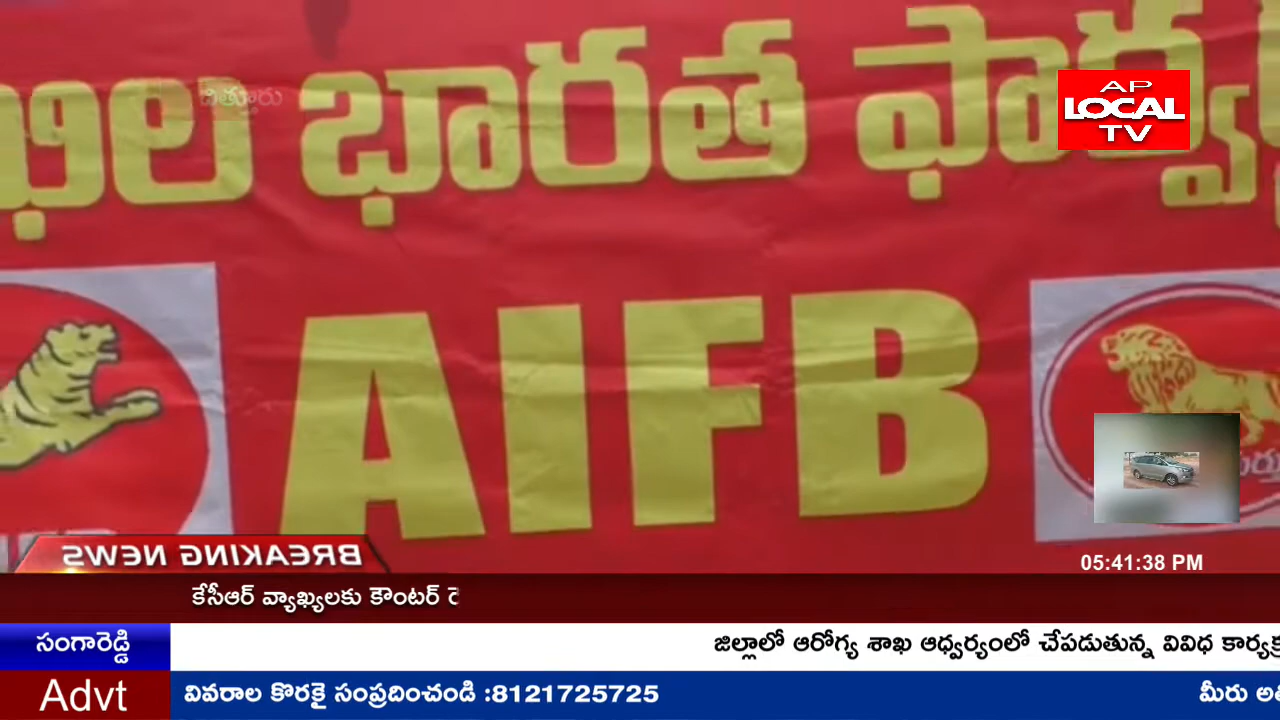 భారత
చిత్తూరు
AP
LOCAL
TV
AIFB
BREAKING NEWS
05:41:38 PM
కేసీఆర్ వ్యాఖ్యలకు కౌంటర్
సంగారెడ్డి
జిల్లాలో ఆరోగ్య శాఖ ఆధ్వర్యంలో చేపడుతున్న వివిధ
Advt
వివరాల కొరకై సంప్రదించండి :8121725725
మీరు